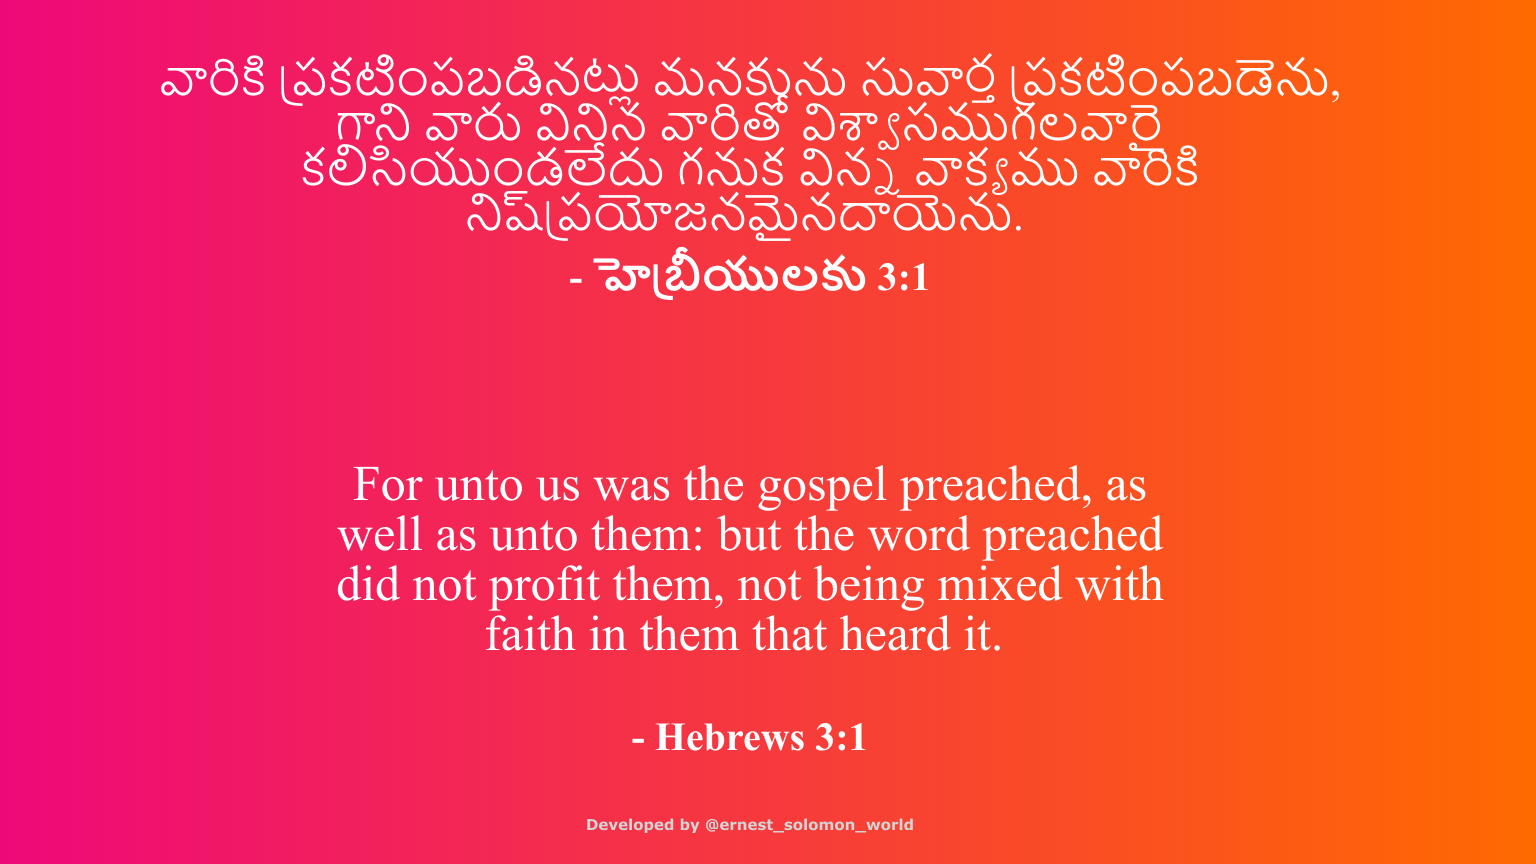 వారికి ప్రకటింపబడినట్లు మనకును సువార్త ప్రకటింపబడెను,
గాని వారు వినిన వారితో విశ్వాసముగలవారై
కలిసియుండలేదు గనుక విన్న వాక్యము వారికి
నిష్‌ప్రయోజనమైనదాయెను.
- హెబ్రీయులకు 3:1
For unto us was the gospel preached, as
well as unto them: but the word preached
did not profit them, not being mixed with
faith in them that heard it.
- Hebrews 3:1
Developed by @ernest_solomon_world